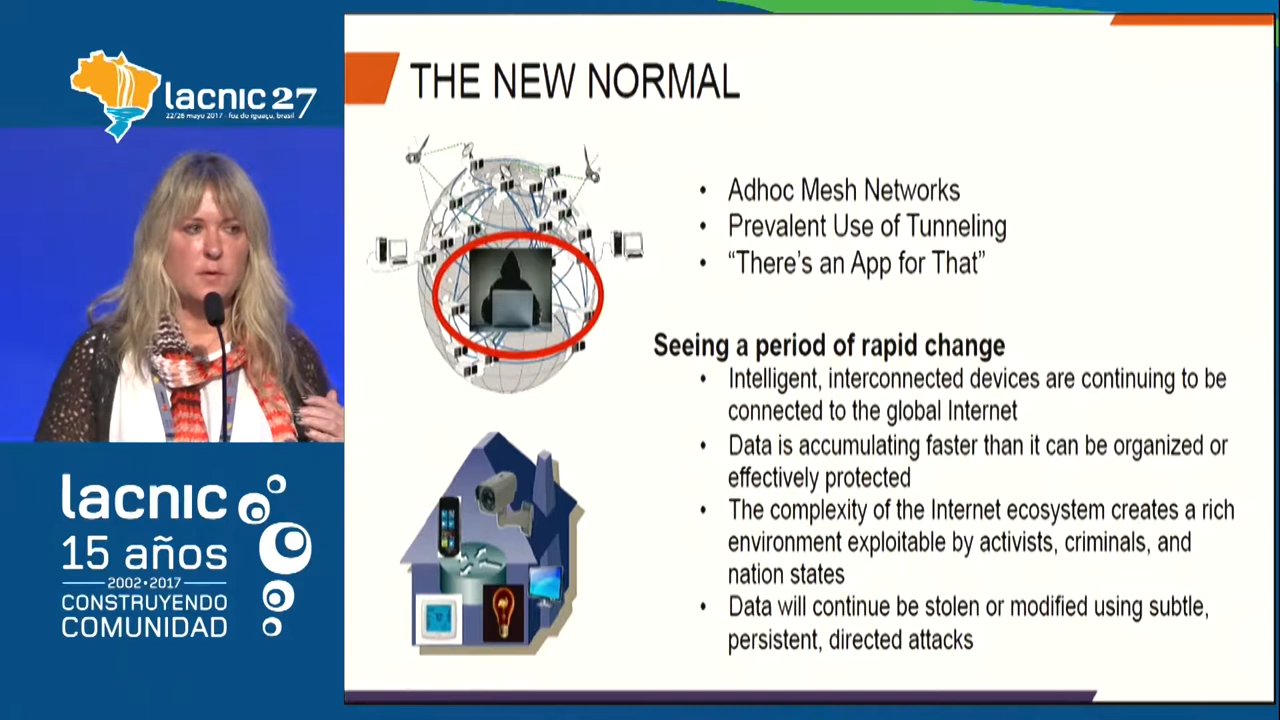 lacnic 27
22/26 mayo 2017 - foz do iguaçu, brasil
lacnic
15 años
2002•2017
CONSTRUYENDO
COMUNIDAD
THE NEW NORMAL
• Adhoc Mesh Networks
• Prevalent Use of Tunneling
• “There’s an App for That”
Seeing a period of rapid change
• Intelligent, interconnected devices are continuing to be
connected to the global Internet
• Data is accumulating faster than it can be organized or
effectively protected
• The complexity of the Internet ecosystem creates a rich
environment exploitable by activists, criminals, and
nation states
• Data will continue be stolen or modified using subtle,
persistent, directed attacks